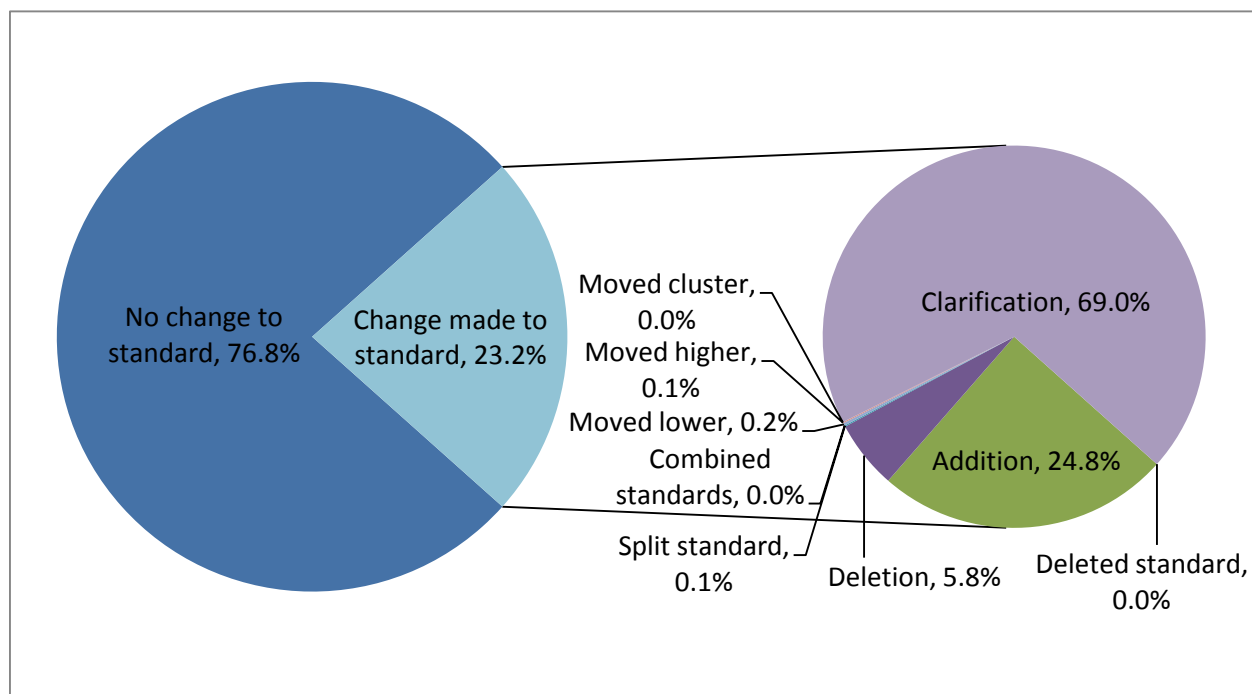 No change to
standard, 76.8%
Change made to
standard, 23.2%
Moved cluster,
0.0%
Moved higher,
0.1%
Moved lower, 0.2%
Combined
standards, 0.0%
Split standard,
0.1%
Clarification, 69.0%
Addition, 24.8%
Deletion, 5.8%
Deleted standard,
0.0%